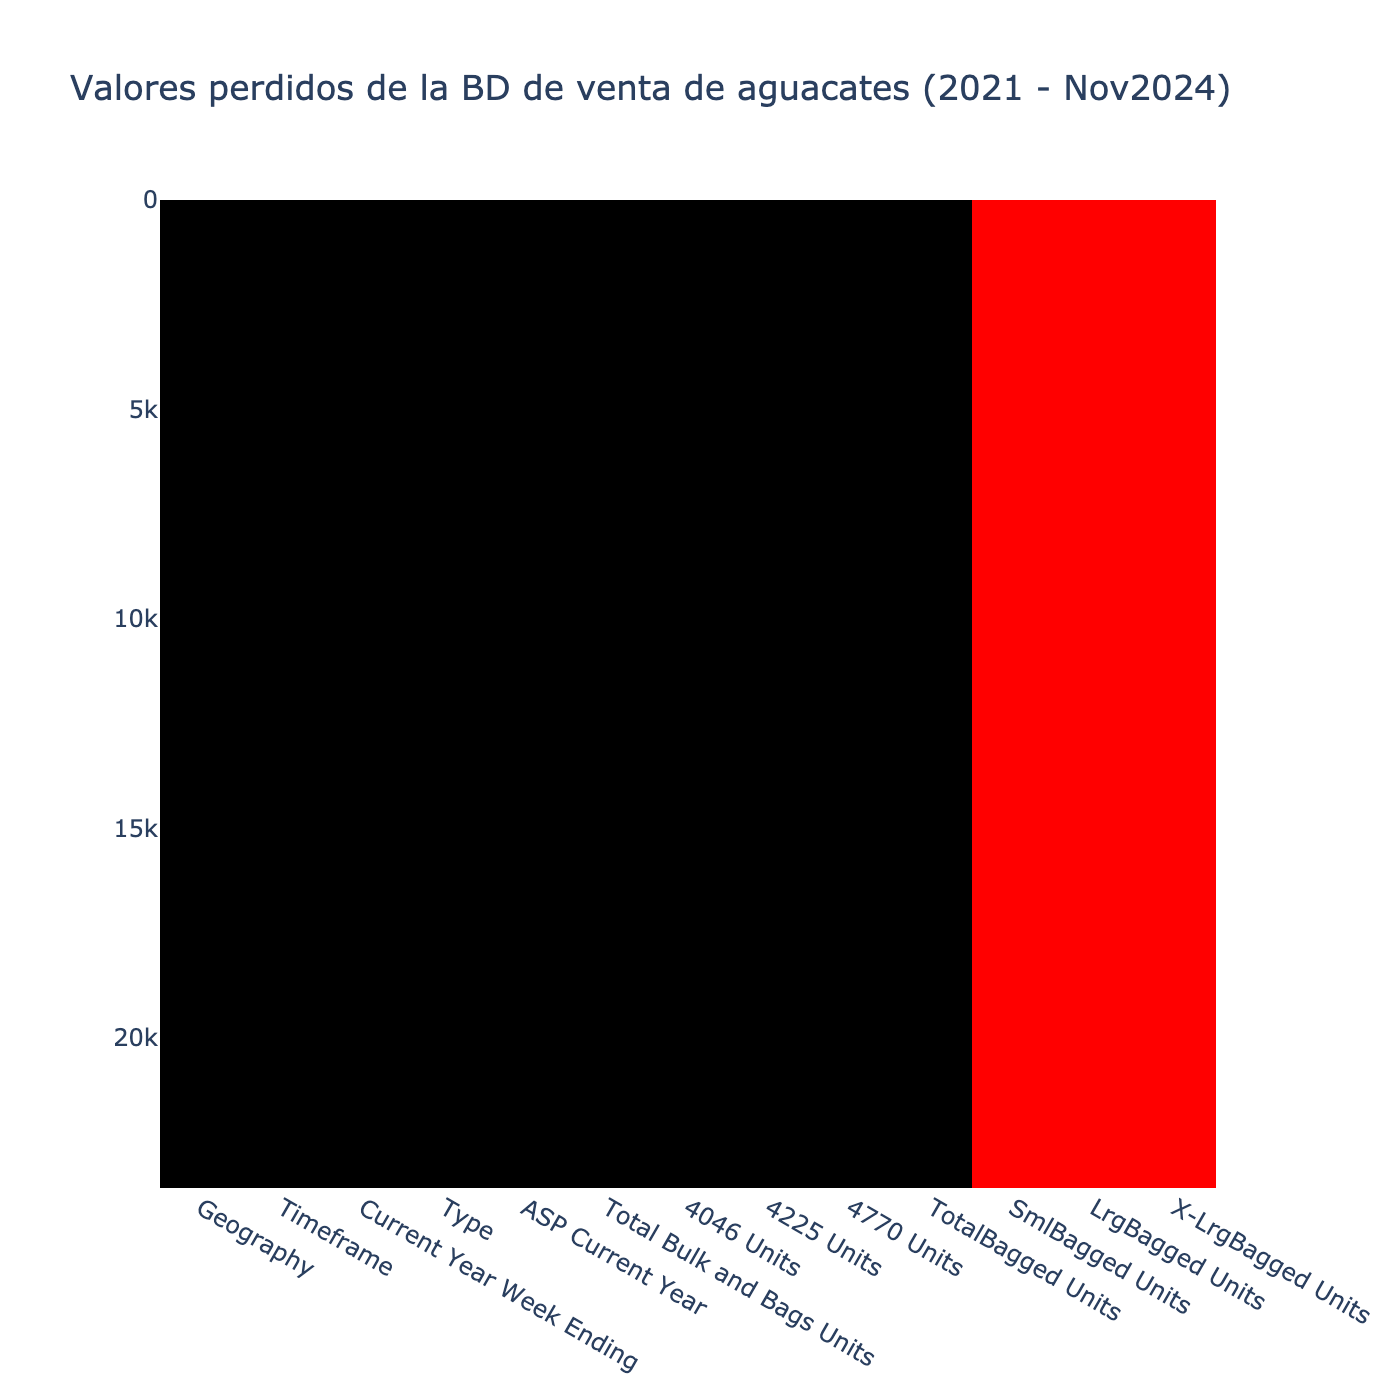 Valores perdidos de la BD de venta de aguacates (2021 - Nov2024)
0
5k
10k
15k
20k
Geography
Timeframe
Current Year Week Ending
Type
ASP Current Year
Total Bulk and Bags Units
4046 Units
4225 Units
4770 Units
TotalBagged Units
SmlBagged Units
LrgBagged Units
X-LrgBagged Units